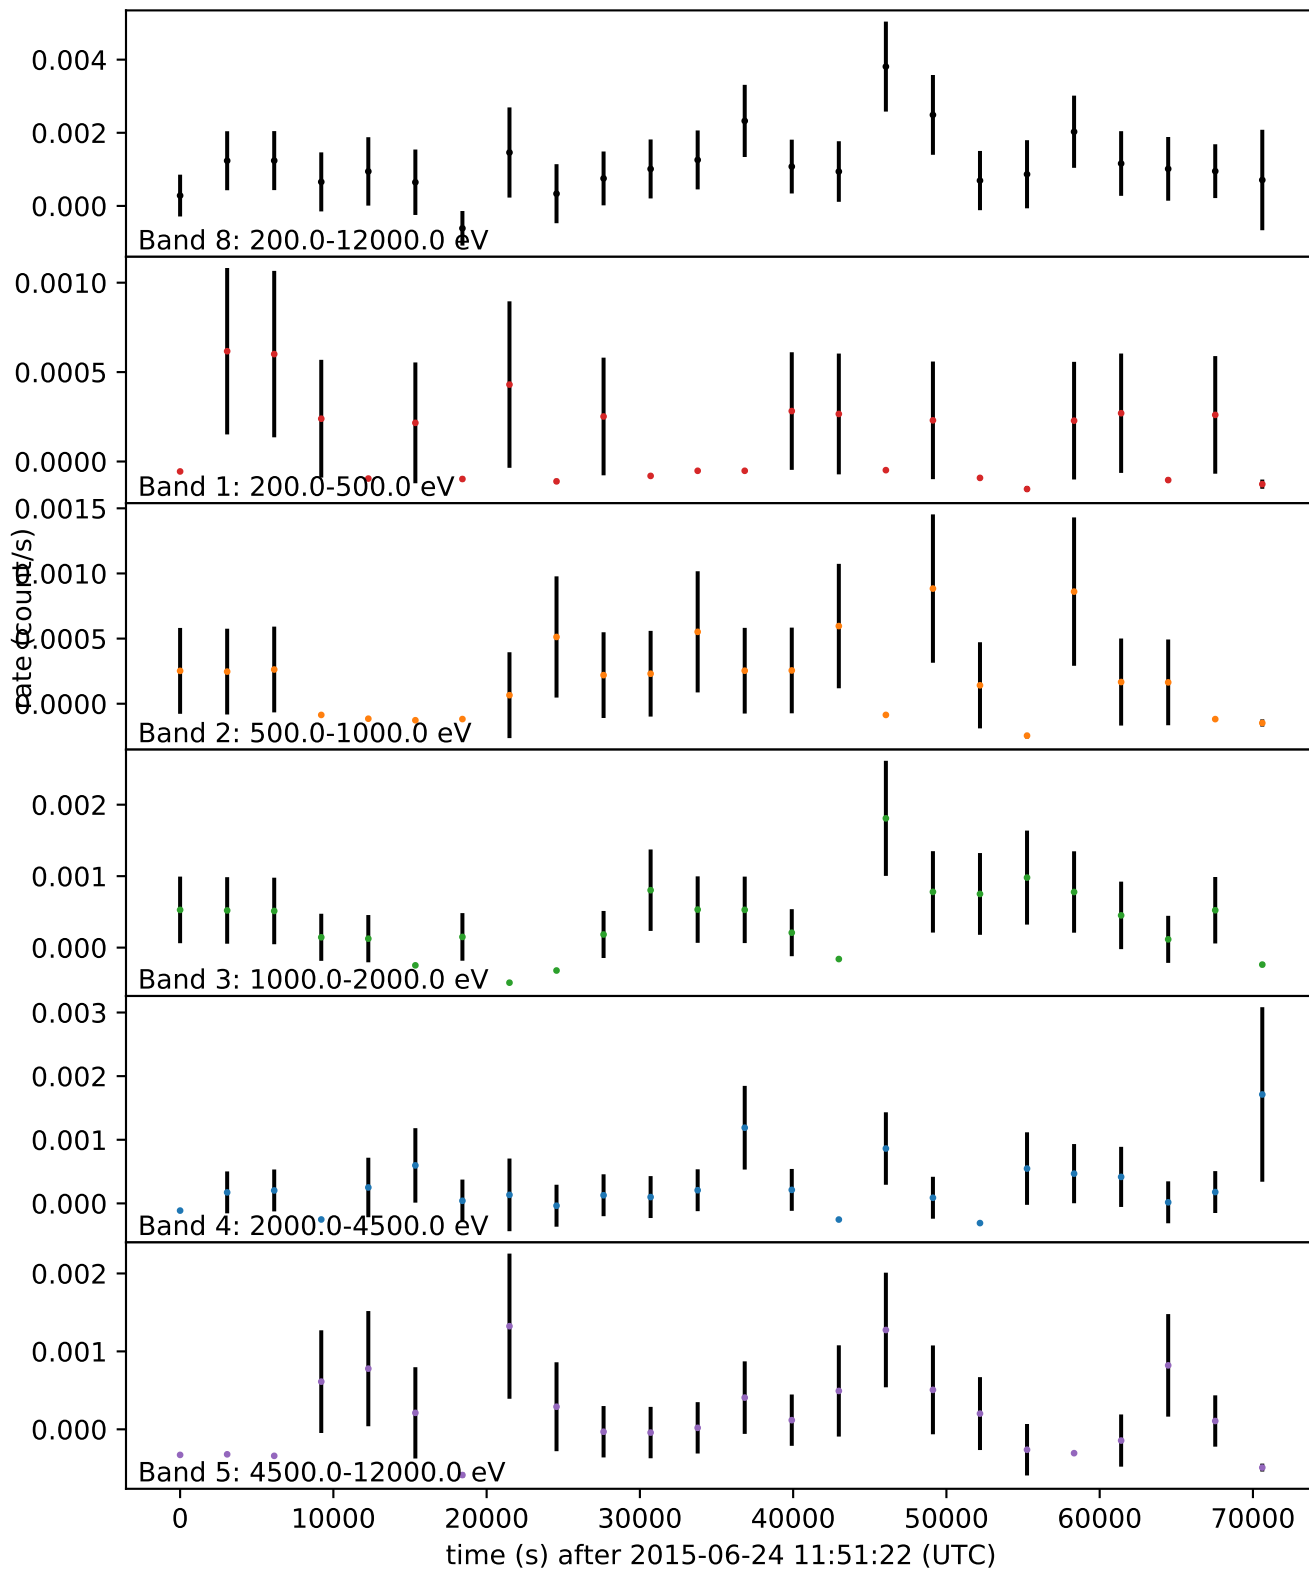 0.004
0.002
0.000
Band 8: 200.0-12000.0 eV
0.0010
0.0005
0.0000
Band 1: 200.0-500.0 eV
0.0015
0.0010
0.0005
0.0000
rate (count/s)
Band 2: 500.0-1000.0 eV
0.002
0.001
0.000
Band 3: 1000.0-2000.0 eV
0.003
0.002
0.001
0.000
Band 4: 2000.0-4500.0 eV
0.002
0.001
0.000
Band 5: 4500.0-12000.0 eV
0 10000 20000 30000 40000 50000 60000 70000
time (s) after 2015-06-24 11:51:22 (UTC)